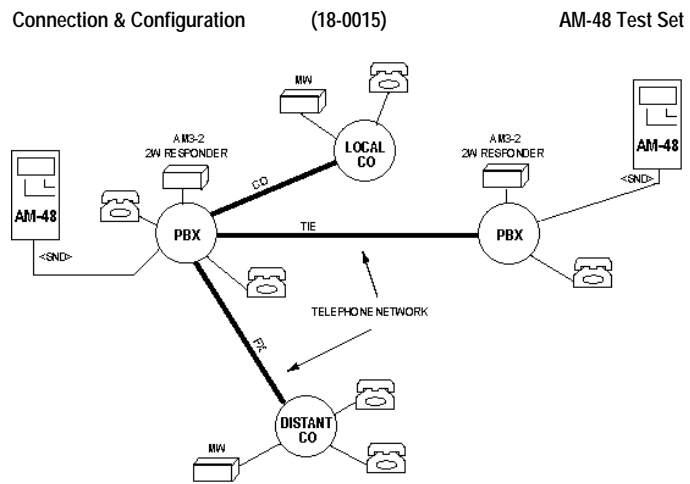 Connection & Configuration (18-0015) AM-48 Test Set
MW
AM3-2
2W RESPONDER
LOCAL
CO
AM3-2
2W RESPONDER
AM-48
AM-48
CO
<SND>
PBX
TIE
PBX
<SND>
TELEPHONE NETWORK
FX
DISTANT
CO
MW